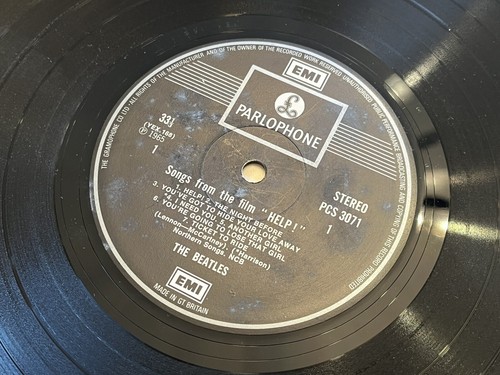 THE GRAMOPHONE CO LTD · ALL RIGHTS OF THE MANUFACTURER AND OF THE OWNER OF THE RECORDED WORK RESERVED UNAUTHORISED PUBLIC PERFORMANCE BROADCASTING AND COPYING OF THIS RECORD PROHIBITED
EMI
PARLOPHONE
33⅓
(YEX.168)
℗ 1965
1
STEREO
PCS 3071
1
Songs from the film "HELP!"
1. HELP! 2. THE NIGHT BEFORE
3. YOU'VE GOT TO HIDE YOUR LOVE AWAY
*4. I NEED YOU 5. ANOTHER GIRL
6. YOU'RE GOING TO LOSE THAT GIRL
7. TICKET TO RIDE
(Lennon—McCartney). *(Harrison)
Northern Songs, NCB
THE BEATLES
EMI
MADE IN GT BRITAIN